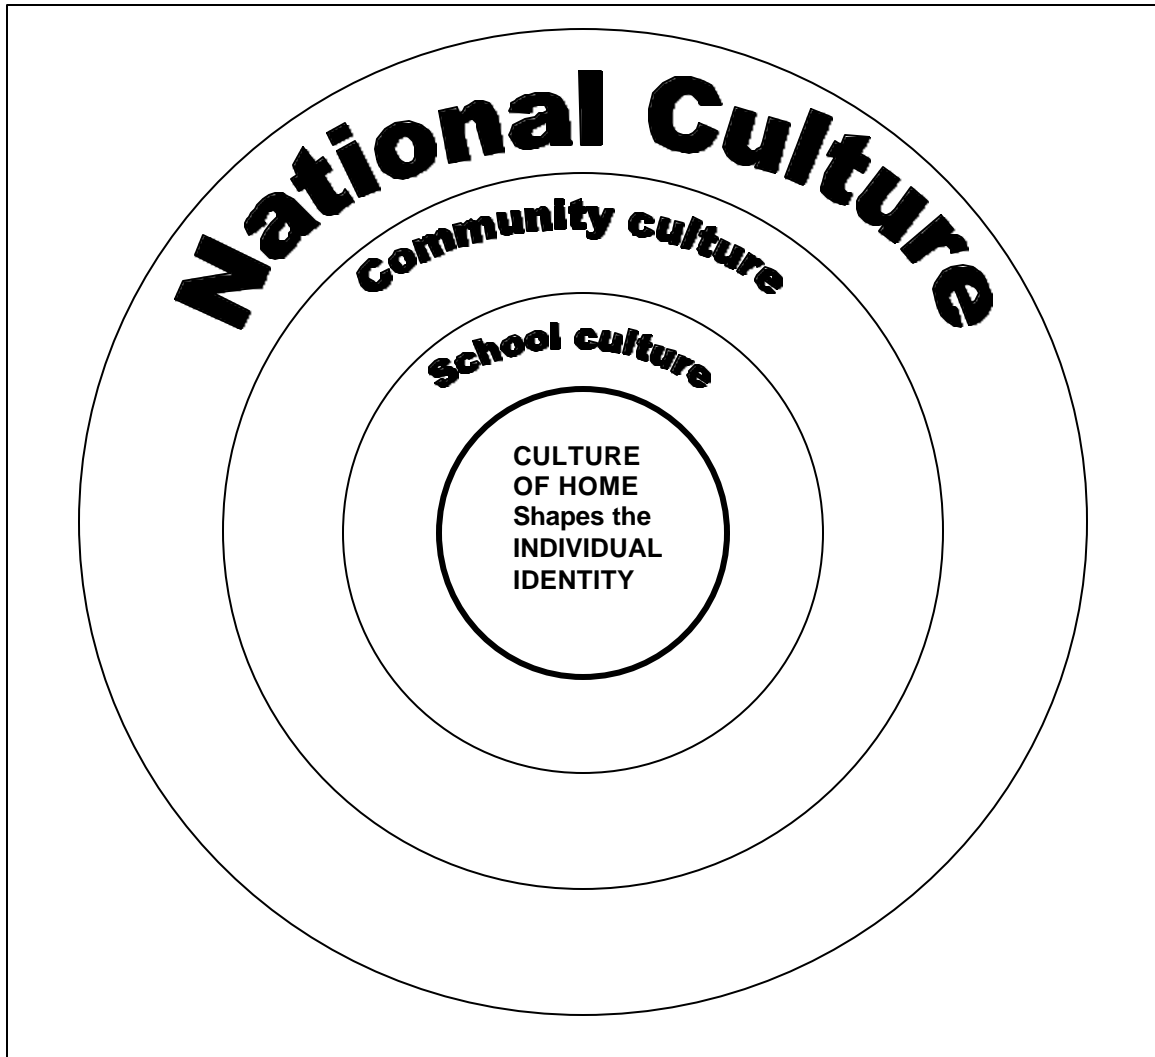 National Culture
Community culture
School culture
CULTURE
OF HOME
Shapes the
INDIVIDUAL
IDENTITY